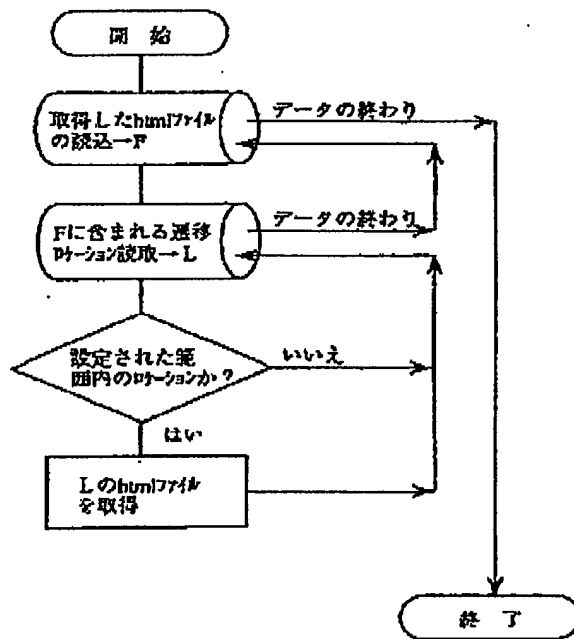 開 始
取得したhtmlファイル
の読込→F
データの終わり
Fに含まれる遷移
ロケーション読取→L
データの終わり
設定された範
囲内のロケーションか？
いいえ
はい
Lのhtmlファイル
を取得
終 了